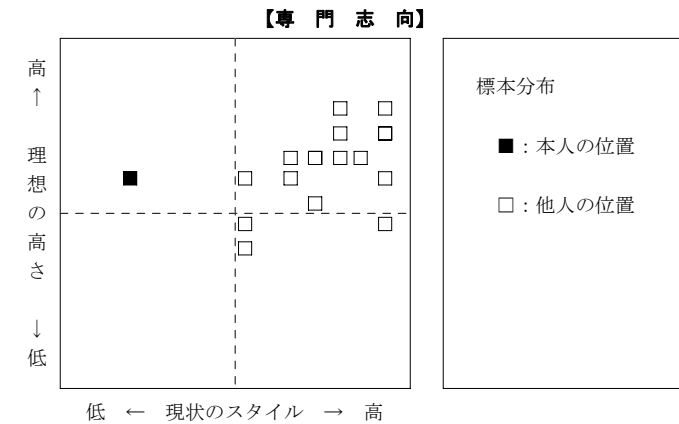 【専 門 志 向】
高
↑
理
想
の
高
さ
↓
低
低 ← 現状のスタイル → 高
標本分布
■：本人の位置
□：他人の位置